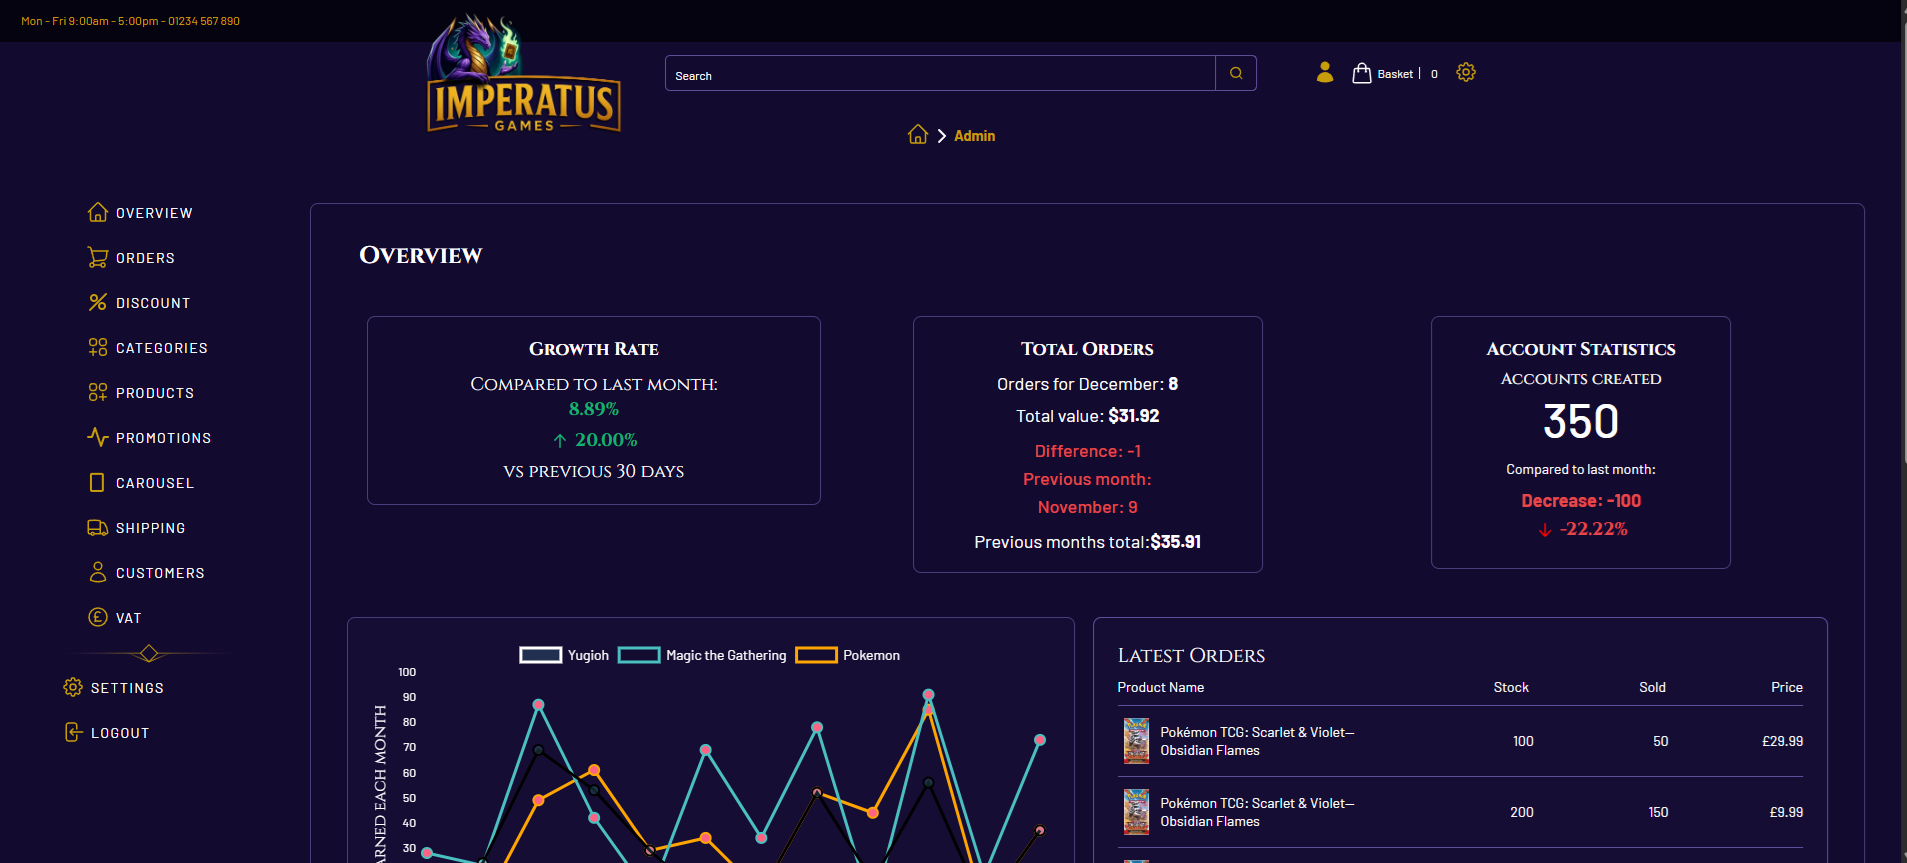 Mon - Fri 9:00am - 5:00pm - 01234 567 890
IMPERATUS
GAMES
Search
Basket | 0
Admin
OVERVIEW
ORDERS
DISCOUNT
CATEGORIES
PRODUCTS
PROMOTIONS
CAROUSEL
SHIPPING
CUSTOMERS
VAT
SETTINGS
LOGOUT
Overview
Growth Rate
Compared to last month:
8.89%
↑ 20.00%
vs previous 30 days
Total Orders
Orders for December: 8
Total value: $31.92
Difference: -1
Previous month:
November: 9
Previous months total:$35.91
Account Statistics
Accounts created
350
Compared to last month:
Decrease: -100
↓ -22.22%
Yugioh Magic the Gathering Pokemon
100
90
80
70
60
50
40
30
EACH MONTH
Latest Orders
Product Name Stock Sold Price
Pokémon TCG: Scarlet & Violet—
Obsidian Flames
100 50 £29.99
Pokémon TCG: Scarlet & Violet—
Obsidian Flames
200 150 £9.99